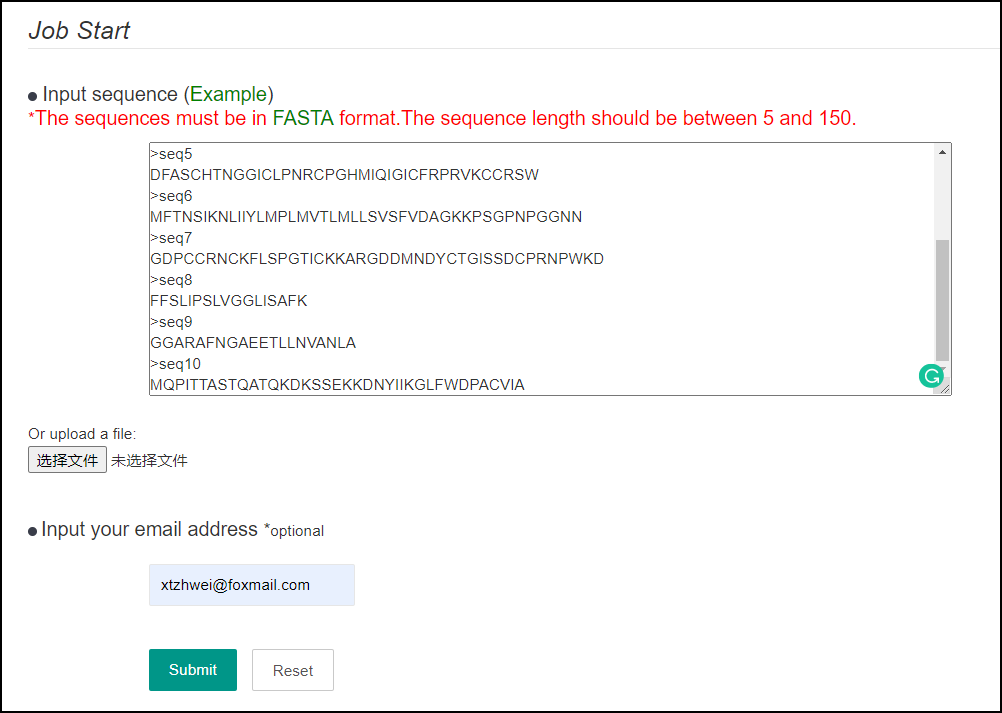 Job Start
● Input sequence (Example)
*The sequences must be in FASTA format.The sequence length should be between 5 and 150.
>seq5
DFASCHTNGGICLPNRCPGHMIQIGICFRPRVKCCRSW
>seq6
MFTNSIKNLIIYLMPLMVTLMLLSVSFVDAGKKPSGPNPGGNN
>seq7
GDPCCRNCKFLSPGTICKKARGDDMNDYCTGISSDCPRNPWKD
>seq8
FFSLIPSLVGGLISAFK
>seq9
GGARAFNGAEETLLNVANLA
>seq10
MQPITTASTQATQKDKSSEKKDNYIIKGLFWDPACVIA
Or upload a file:
选择文件 未选择文件
● Input your email address *optional
xtzhwei@foxmail.com
Submit Reset